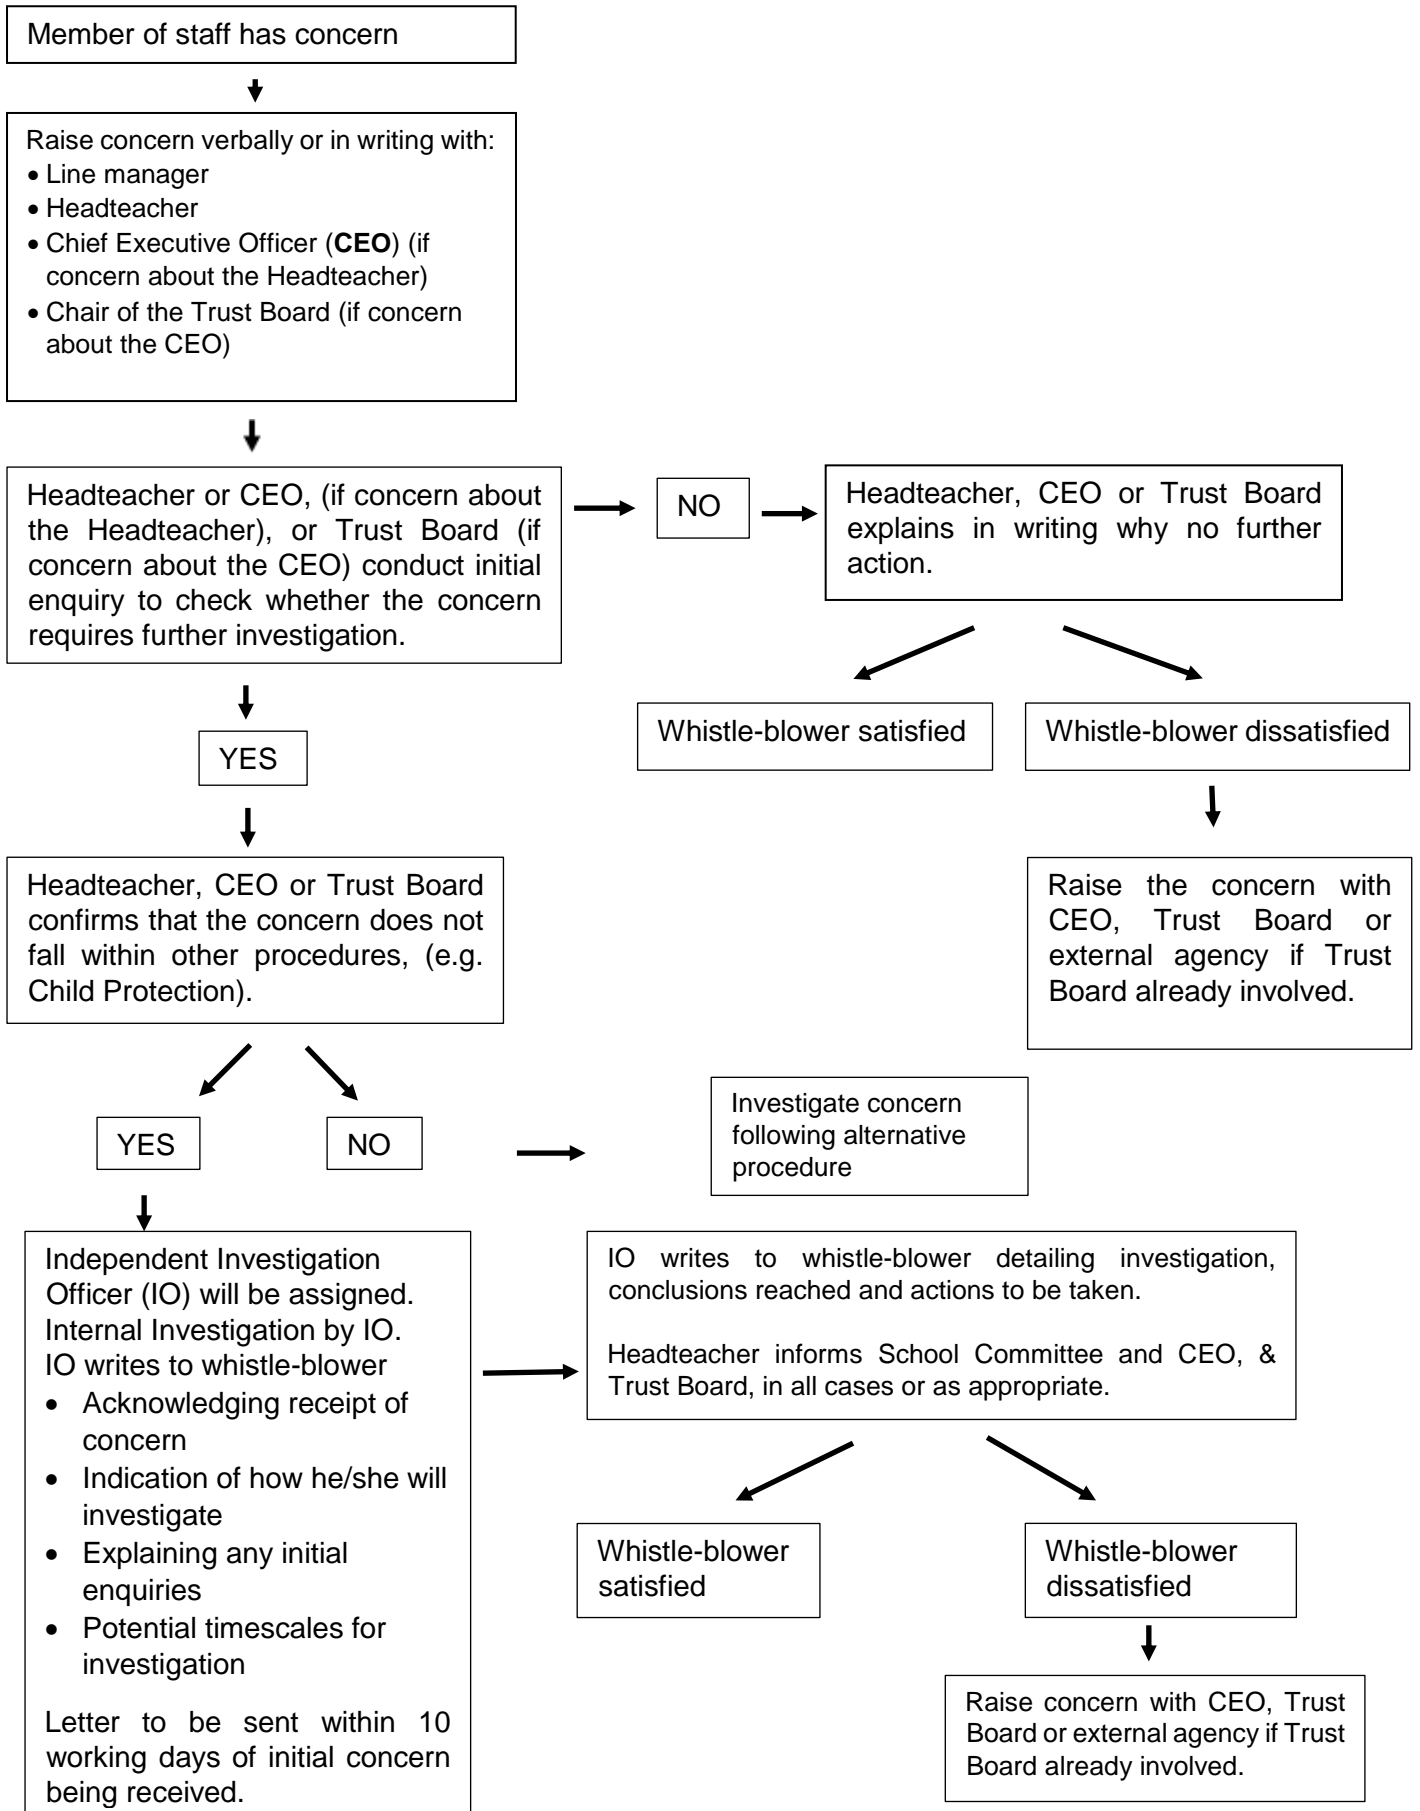 Member of staff has concern
Raise concern verbally or in writing with:
• Line manager
• Headteacher
• Chief Executive Officer (CEO) (if
concern about the Headteacher)
• Chair of the Trust Board (if concern
about the CEO)
Headteacher or CEO, (if concern about
the Headteacher), or Trust Board (if
concern about the CEO) conduct initial
enquiry to check whether the concern
requires further investigation.
NO
Headteacher, CEO or Trust Board
explains in writing why no further
action.
Whistle-blower satisfied
Whistle-blower dissatisfied
YES
Raise the concern with
CEO, Trust Board or
external agency if Trust
Board already involved.
Headteacher, CEO or Trust Board
confirms that the concern does not
fall within other procedures, (e.g.
Child Protection).
YES
NO
Investigate concern
following alternative
procedure
Independent Investigation
Officer (IO) will be assigned.
Internal Investigation by IO.
IO writes to whistle-blower
• Acknowledging receipt of
concern
• Indication of how he/she will
investigate
• Explaining any initial
enquiries
• Potential timescales for
investigation
Letter to be sent within 10
working days of initial concern
being received.
IO writes to whistle-blower detailing investigation,
conclusions reached and actions to be taken.
Headteacher informs School Committee and CEO, &
Trust Board, in all cases or as appropriate.
Whistle-blower
satisfied
Whistle-blower
dissatisfied
Raise concern with CEO, Trust
Board or external agency if Trust
Board already involved.